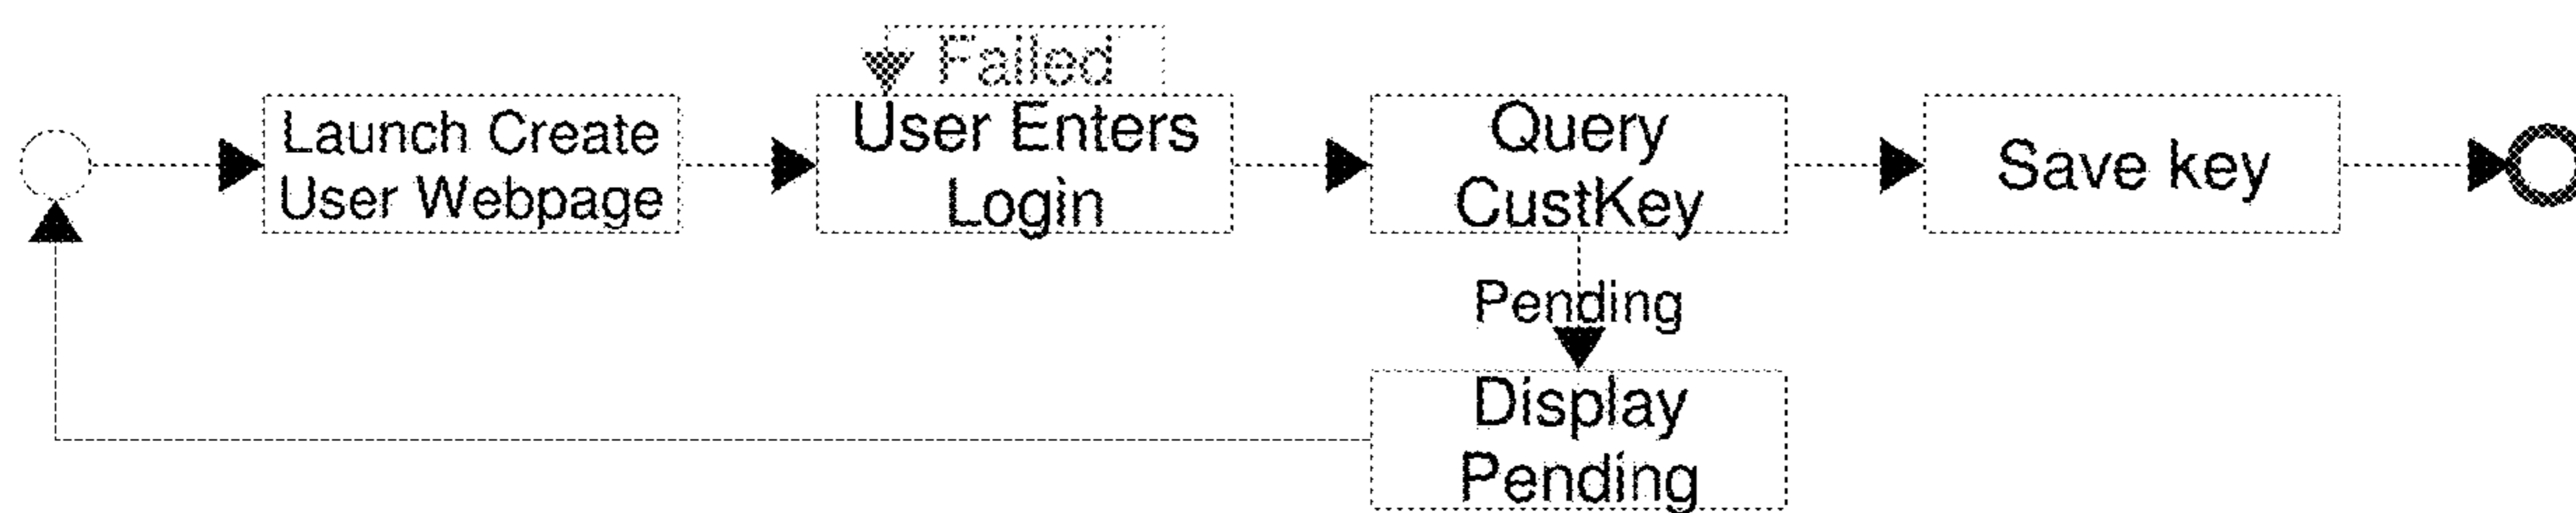 Failed
Launch Create
User Webpage
User Enters
Login
Query
CustKey
Save key
Pending
Display
Pending